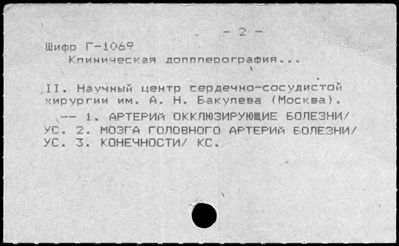 - 2 -
Шифр Г-1069
Клиническая допплерография...
II. Научный центр сердечно-сосудистой
хирургии им. А. Н. Бакулева (Москва).
-- 1. АРТЕРИЙ ОККЛЮЗИРУЮЩИЕ БОЛЕЗНИ/
УС. 2. МОЗГА ГОЛОВНОГО АРТЕРИЙ БОЛЕЗНИ/
УС. 3. КОНЕЧНОСТИ/ КС.